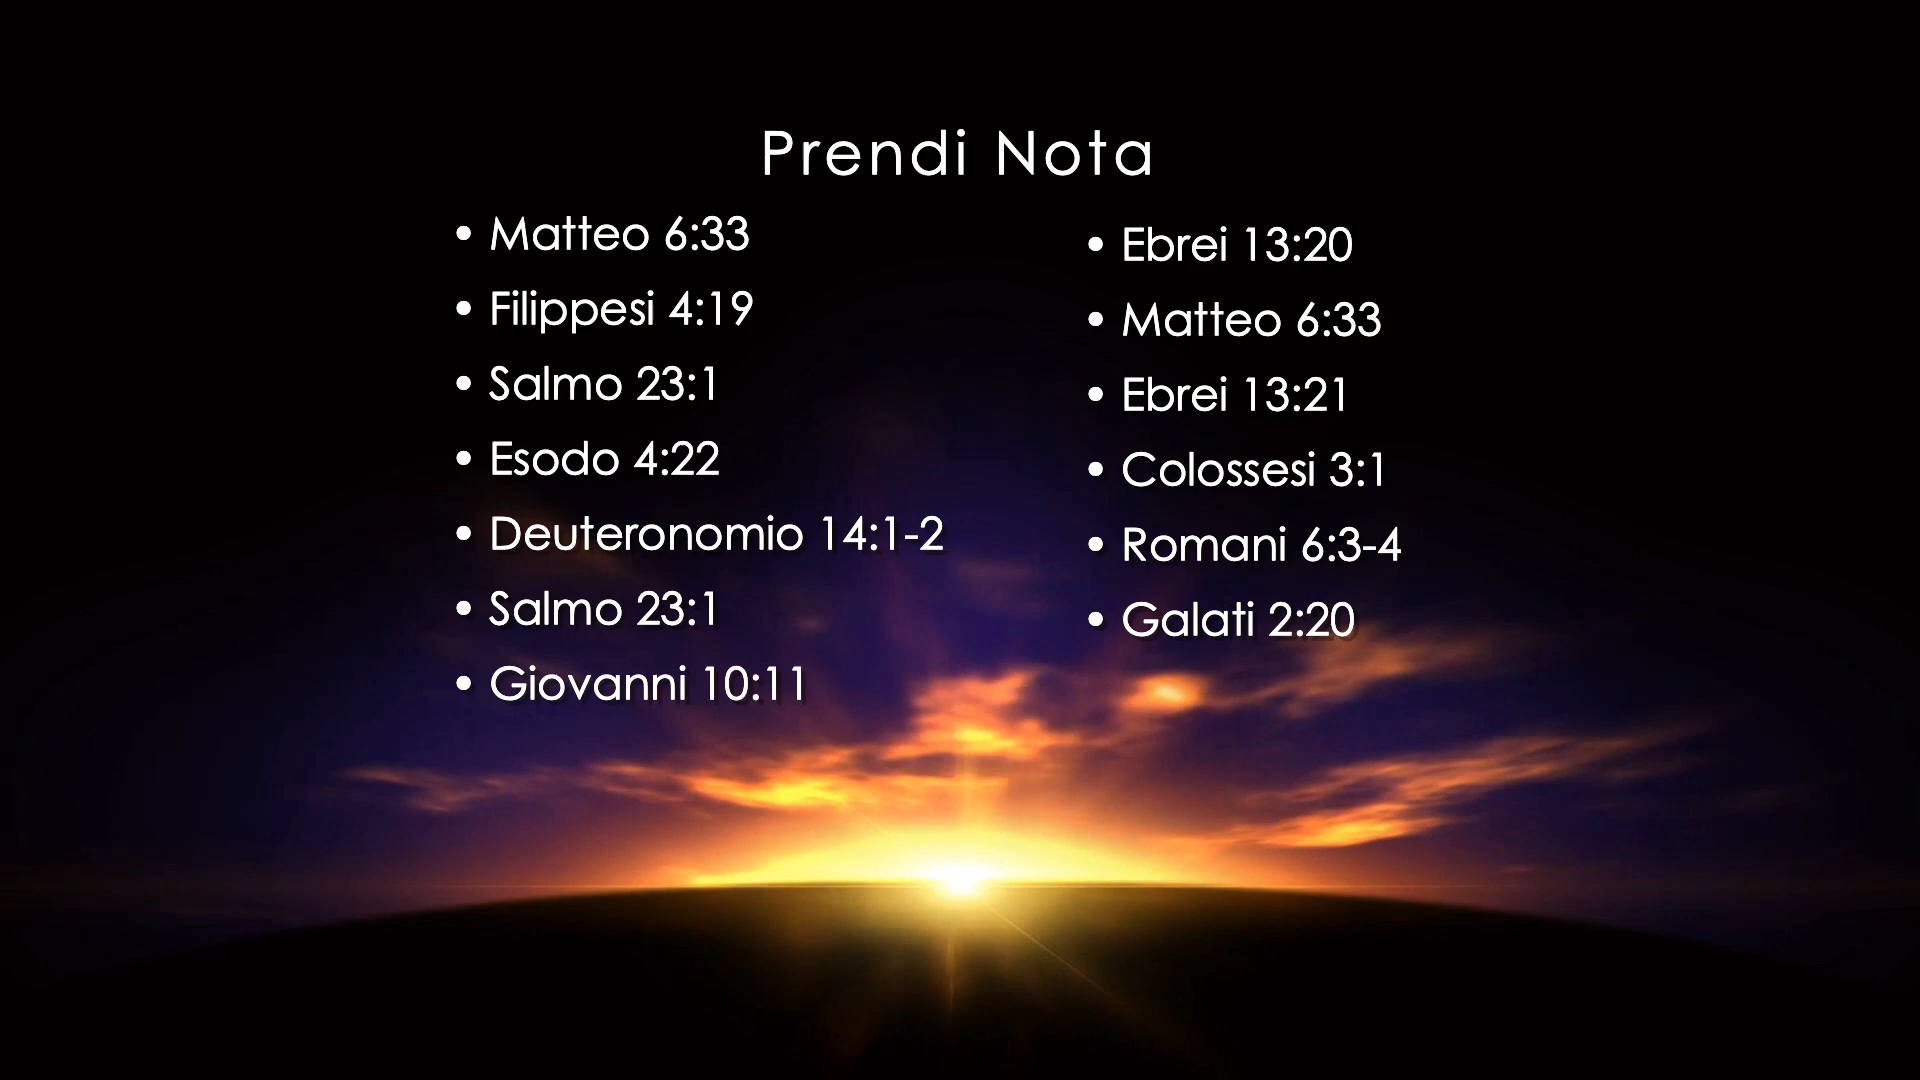 Prendi Nota
• Matteo 6:33
• Filippesi 4:19
• Salmo 23:1
• Esodo 4:22
• Deuteronomio 14:1-2
• Salmo 23:1
• Giovanni 10:11
• Ebrei 13:20
• Matteo 6:33
• Ebrei 13:21
• Colossesi 3:1
• Romani 6:3-4
• Galati 2:20